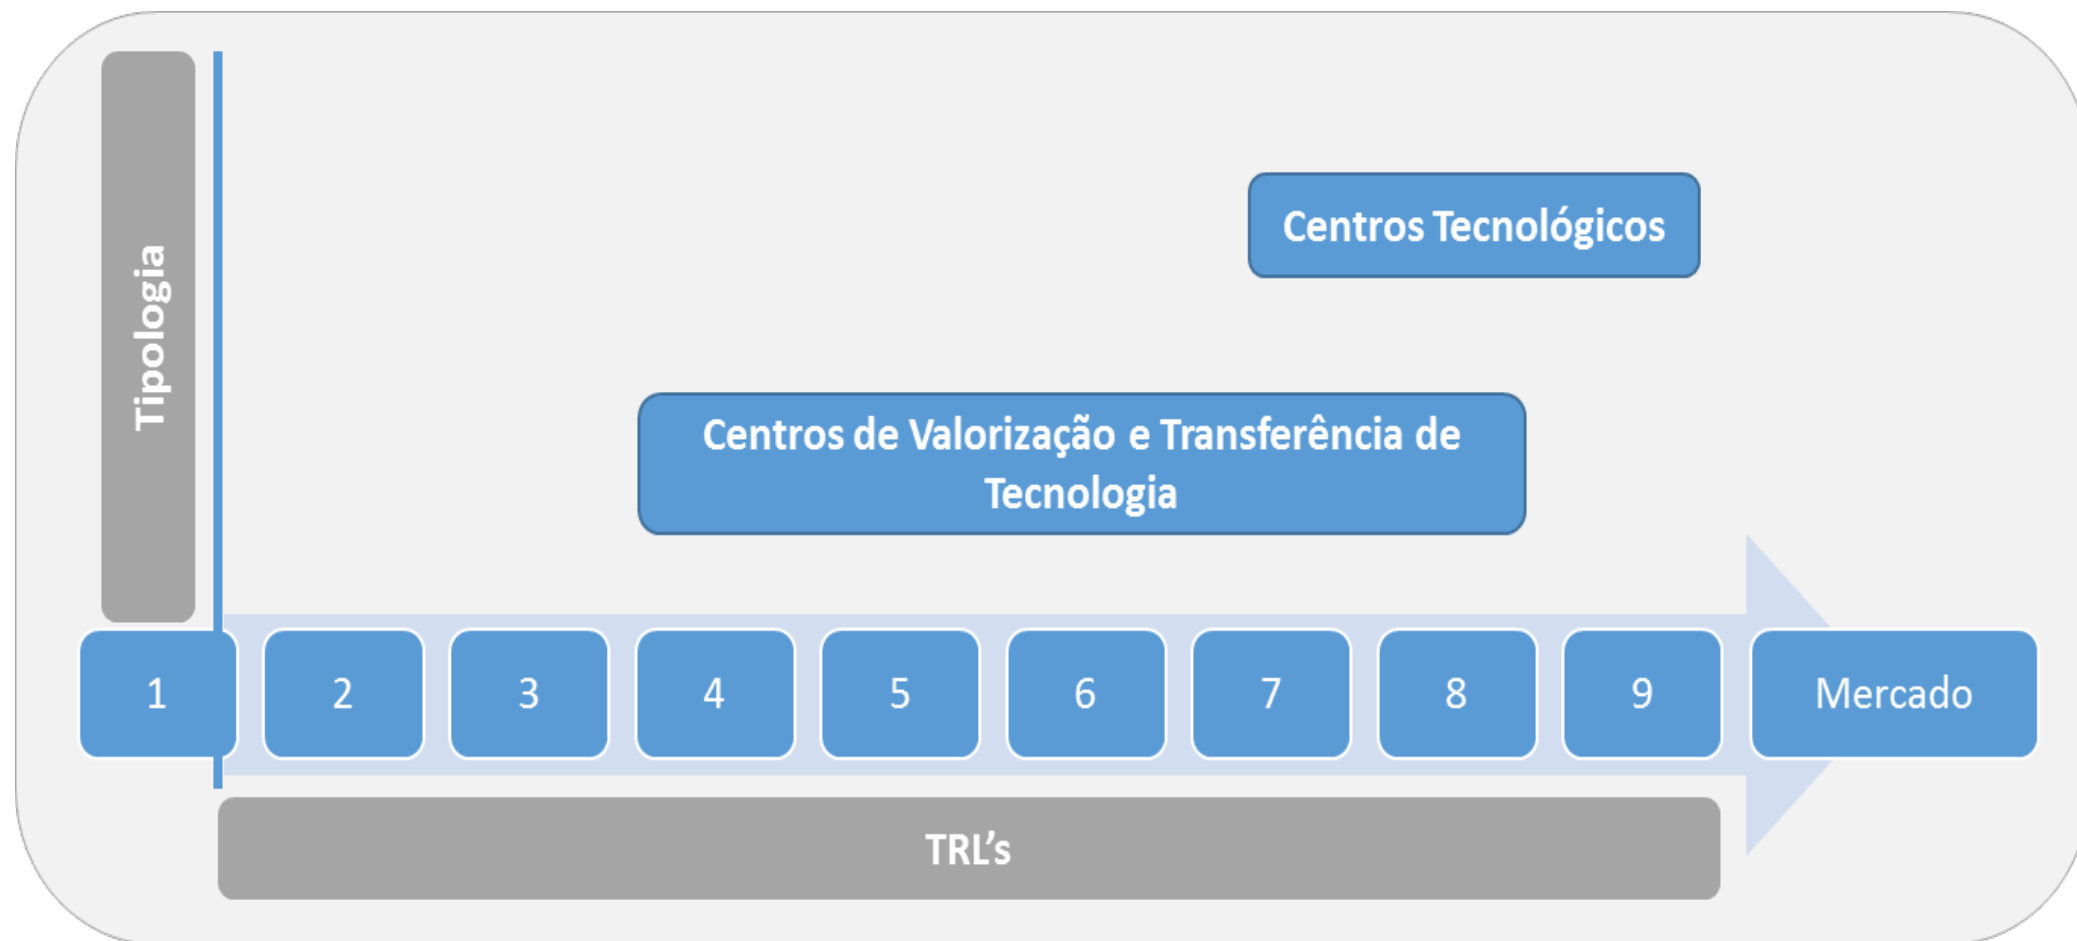 Tipologia
Centros Tecnológicos
Centros de Valorização e Transferência de
Tecnologia
1 2 3 4 5 6 7 8 9 Mercado
TRL’s